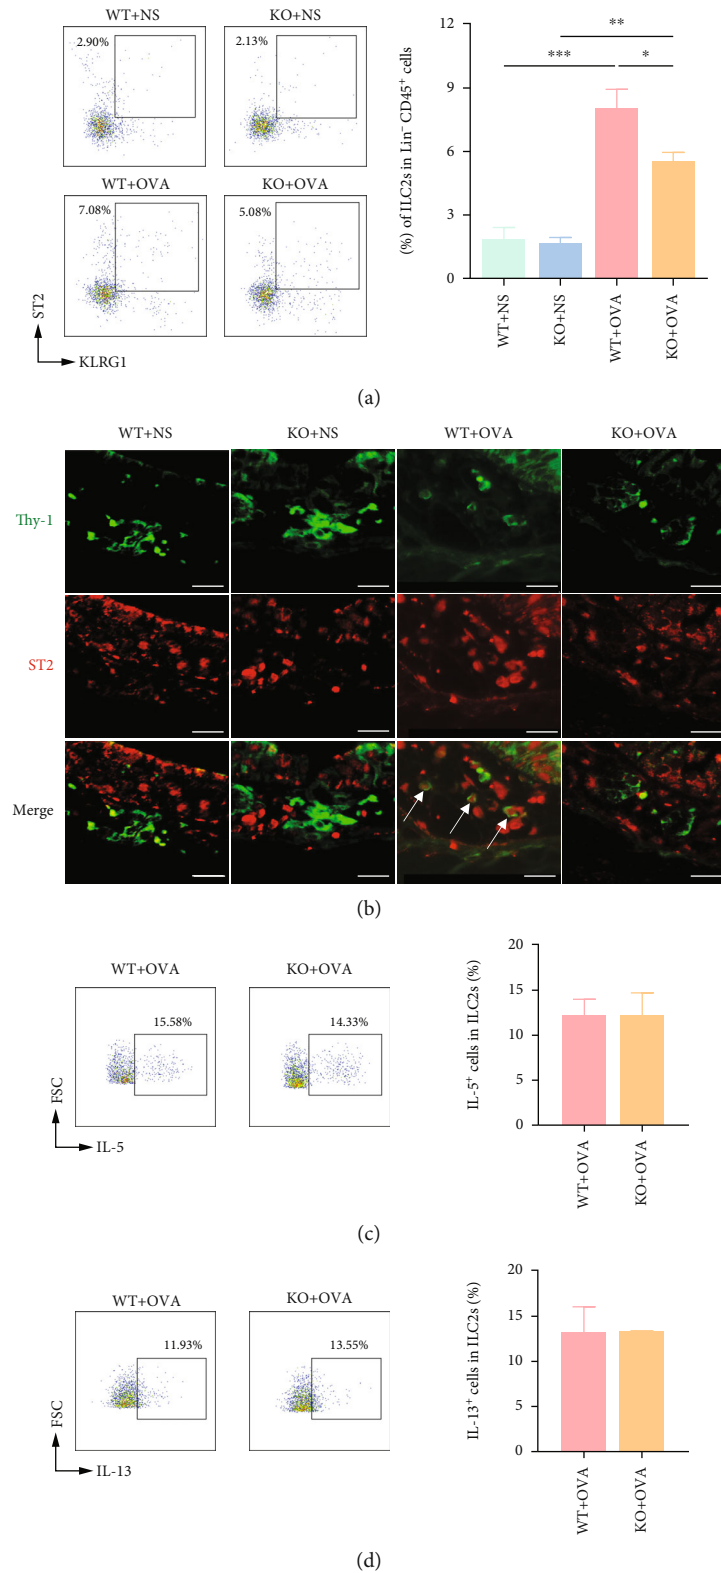 WT+NS
KO+NS
2.90%
2.13%
WT+OVA
KO+OVA
7.08%
5.08%
ST2
KLRG1
(%) of ILC2s in Lin⁻ CD45⁺ cells
12
9
6
3
0
**
***
*
WT+NS
KO+NS
WT+OVA
KO+OVA
(a)
WT+NS
KO+NS
WT+OVA
KO+OVA
Thy-1
ST2
Merge
(b)
WT+OVA
KO+OVA
15.58%
14.33%
FSC
IL-5
IL-5⁺ cells in ILC2s (%)
20
15
10
5
0
WT+OVA
KO+OVA
(c)
WT+OVA
KO+OVA
11.93%
13.55%
FSC
IL-13
IL-13⁺ cells in ILC2s (%)
20
15
10
5
0
WT+OVA
KO+OVA
(d)